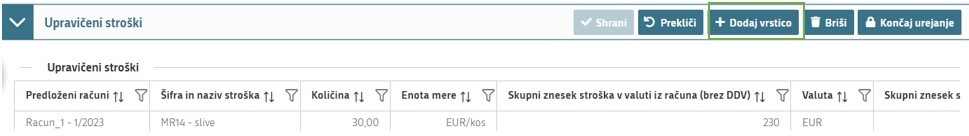 Upravičeni stroški Shrani Prekliči Dodaj vrstico Briši Končaj urejanje
Upravičeni stroški
Predloženi računi Šifra in naziv stroška Količina Enota mere Skupni znesek stroška v valuti iz računa (brez DDV) Valuta Skupni znesek s
Racun_1 - 1/2023 MR14 - slive 30,00 EUR/kos 230 EUR